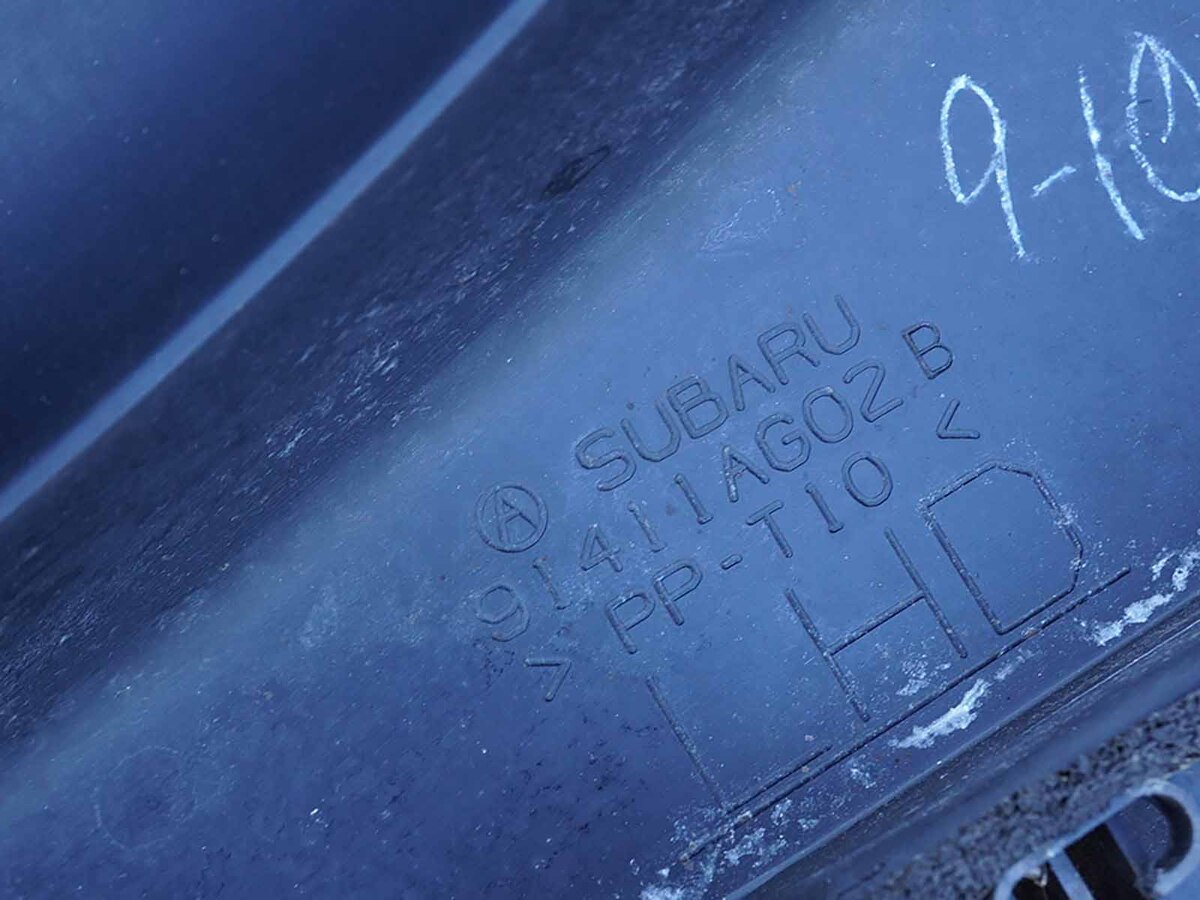 9-10
SUBARU
Ⓐ 91411AG02B
>PP-T10<
LHD